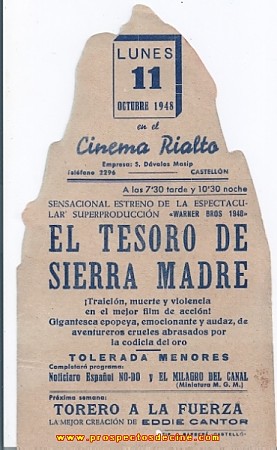 LUNES
11
OCTUBRE 1948
en el
Cinema Rialto
Empresa: S. Dávalos Masip
teléfono 2296 CASTELLÓN
A las 7'30 tarde y 10'30 noche
SENSACIONAL ESTRENO DE LA ESPECTACU-
LAR SUPERPRODUCCIÓN «WARNER BROS 1948»
EL TESORO DE
SIERRA MADRE
¡Traición, muerte y violencia
en el mejor film de acción!
Gigantesca epopeya, emocionante y audaz, de
aventureros crueles abrasados por
la codicia del oro
TOLERADA MENORES
Completará programa:
Noticiario Español NO-DO y EL MILAGRO DEL CANAL
(Miniatura M. G. M.)
Próxima semana:
TORERO A LA FUERZA
LA MEJOR CREACIÓN DE EDDIE CANTOR
www.prospectosdecine.com